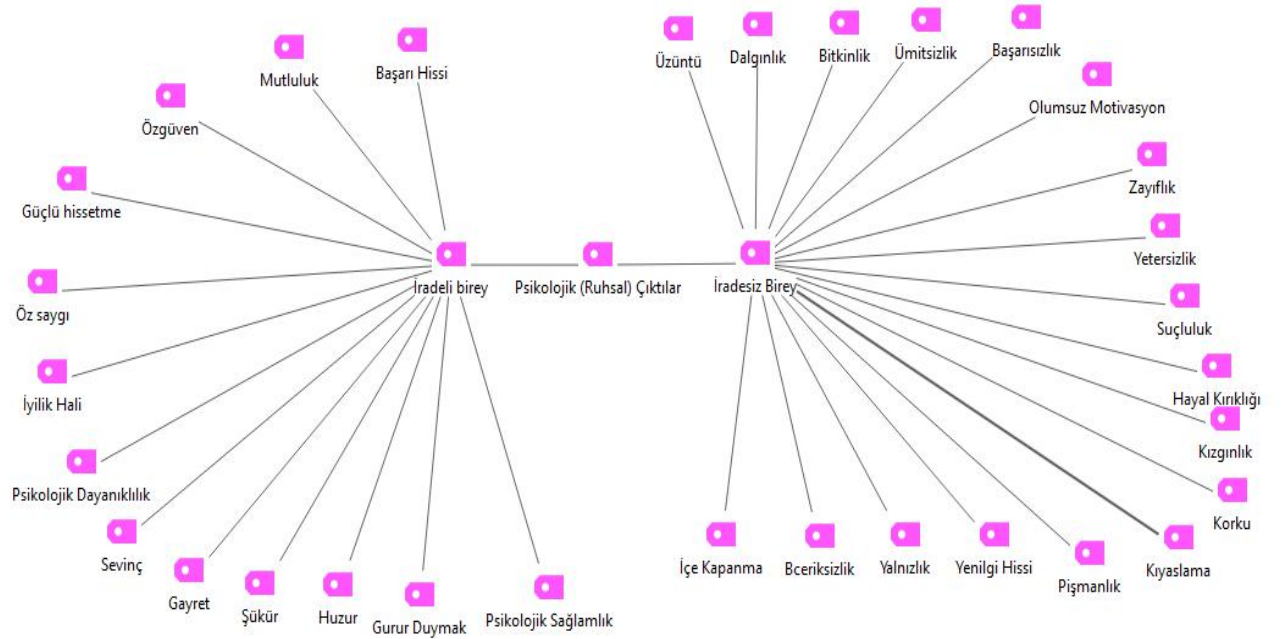 Üzüntü
Dalgınlık
Bitkinlik
Ümitsizlik
Başarısızlık
Mutluluk
Başarı Hissi
Olumsuz Motivasyon
Özgüven
Zayıflık
Güçlü hissetme
Yetersizlik
İradeli birey
Psikolojik (Ruhsal) Çıktılar
İradesiz Birey
Öz saygı
Suçluluk
İyilik Hali
Hayal Kırıklığı
Kızgınlık
Psikolojik Dayanıklılık
Korku
Sevinç
İçe Kapanma
Bceriksizlik
Yalnızlık
Yenilgi Hissi
Pişmanlık
Kıyaslama
Gayret
Şükür
Huzur
Gurur Duymak
Psikolojik Sağlamlık